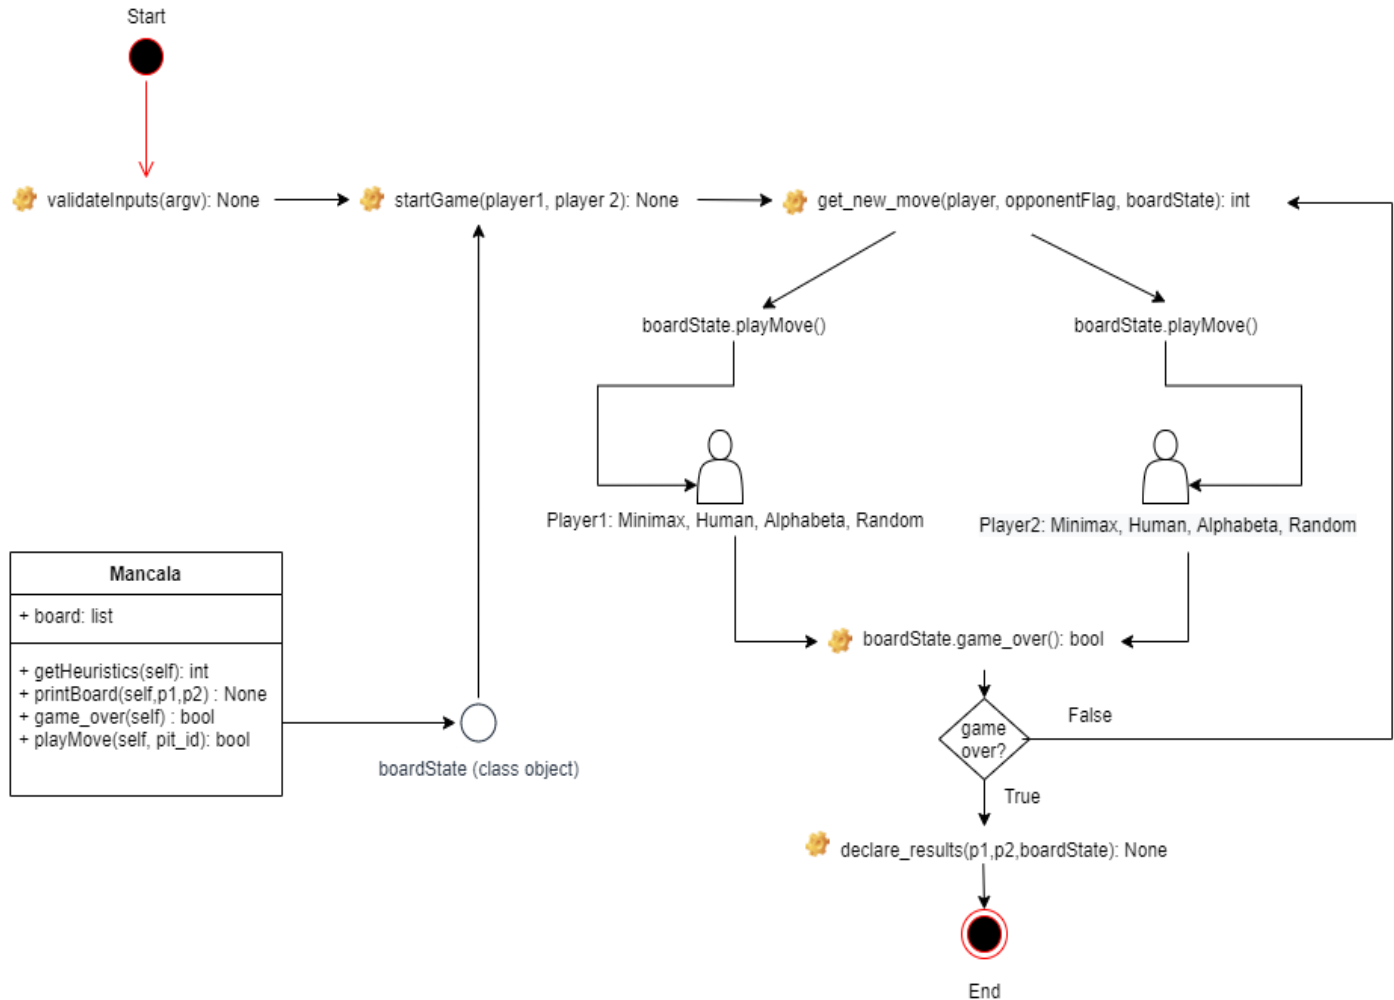 Start
validateInputs(argv): None
startGame(player1, player 2): None
get_new_move(player, opponentFlag, boardState): int
boardState.playMove()
boardState.playMove()
Player1: Minimax, Human, Alphabeta, Random
Player2: Minimax, Human, Alphabeta, Random
Mancala
+ board: list
+ getHeuristics(self): int
+ printBoard(self,p1,p2) : None
+ game_over(self) : bool
+ playMove(self, pit_id): bool
boardState (class object)
boardState.game_over(): bool
game
over?
False
True
declare_results(p1,p2,boardState): None
End